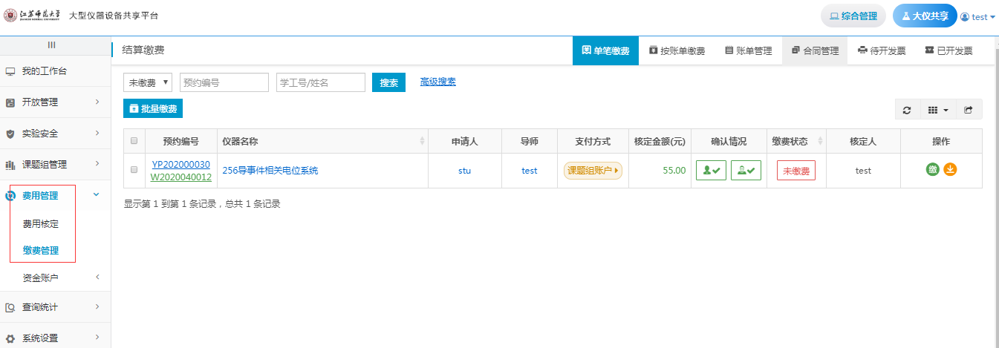 江苏师范大学 大型仪器设备共享平台
综合管理 大仪共享 test
结算缴费 单笔缴费 按账单缴费 账单管理 合同管理 待开发票 已开发票
我的工作台
开放管理
实验安全
课题组管理
费用管理
费用核定
缴费管理
资金账户
查询统计
系统设置
未缴费 预约编号 学工号/姓名 搜索 高级搜索
批量缴费
预约编号 仪器名称 申请人 导师 支付方式 核定金额(元) 确认情况 缴费状态 核定人 操作
YP202000030
W2020040012
256导事件相关电位系统 stu test 课题组账户 55.00 未缴费 test 缴
显示第 1 到第 1 条记录，总共 1 条记录